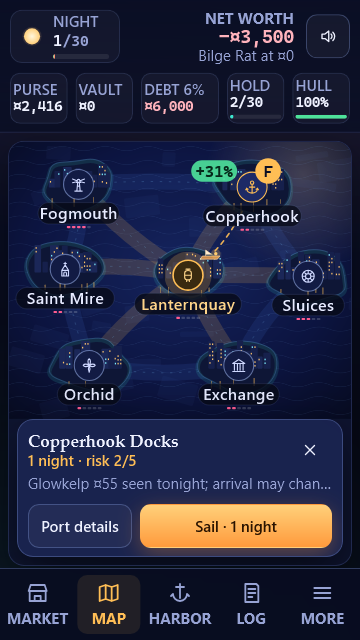 NIGHT
1/30
NET WORTH
−¤3,500
Bilge Rat at ¤0
PURSE
¤2,416
VAULT
¤0
DEBT 6%
¤6,000
HOLD
2/30
HULL
100%
+31%
F
Fogmouth
Copperhook
Saint Mire
Lanternquay
Sluices
Orchid
Exchange
Copperhook Docks
1 night · risk 2/5
Glowkelp ¤55 seen tonight; arrival may chan…
Port details
Sail · 1 night
MARKET
MAP
HARBOR
LOG
MORE